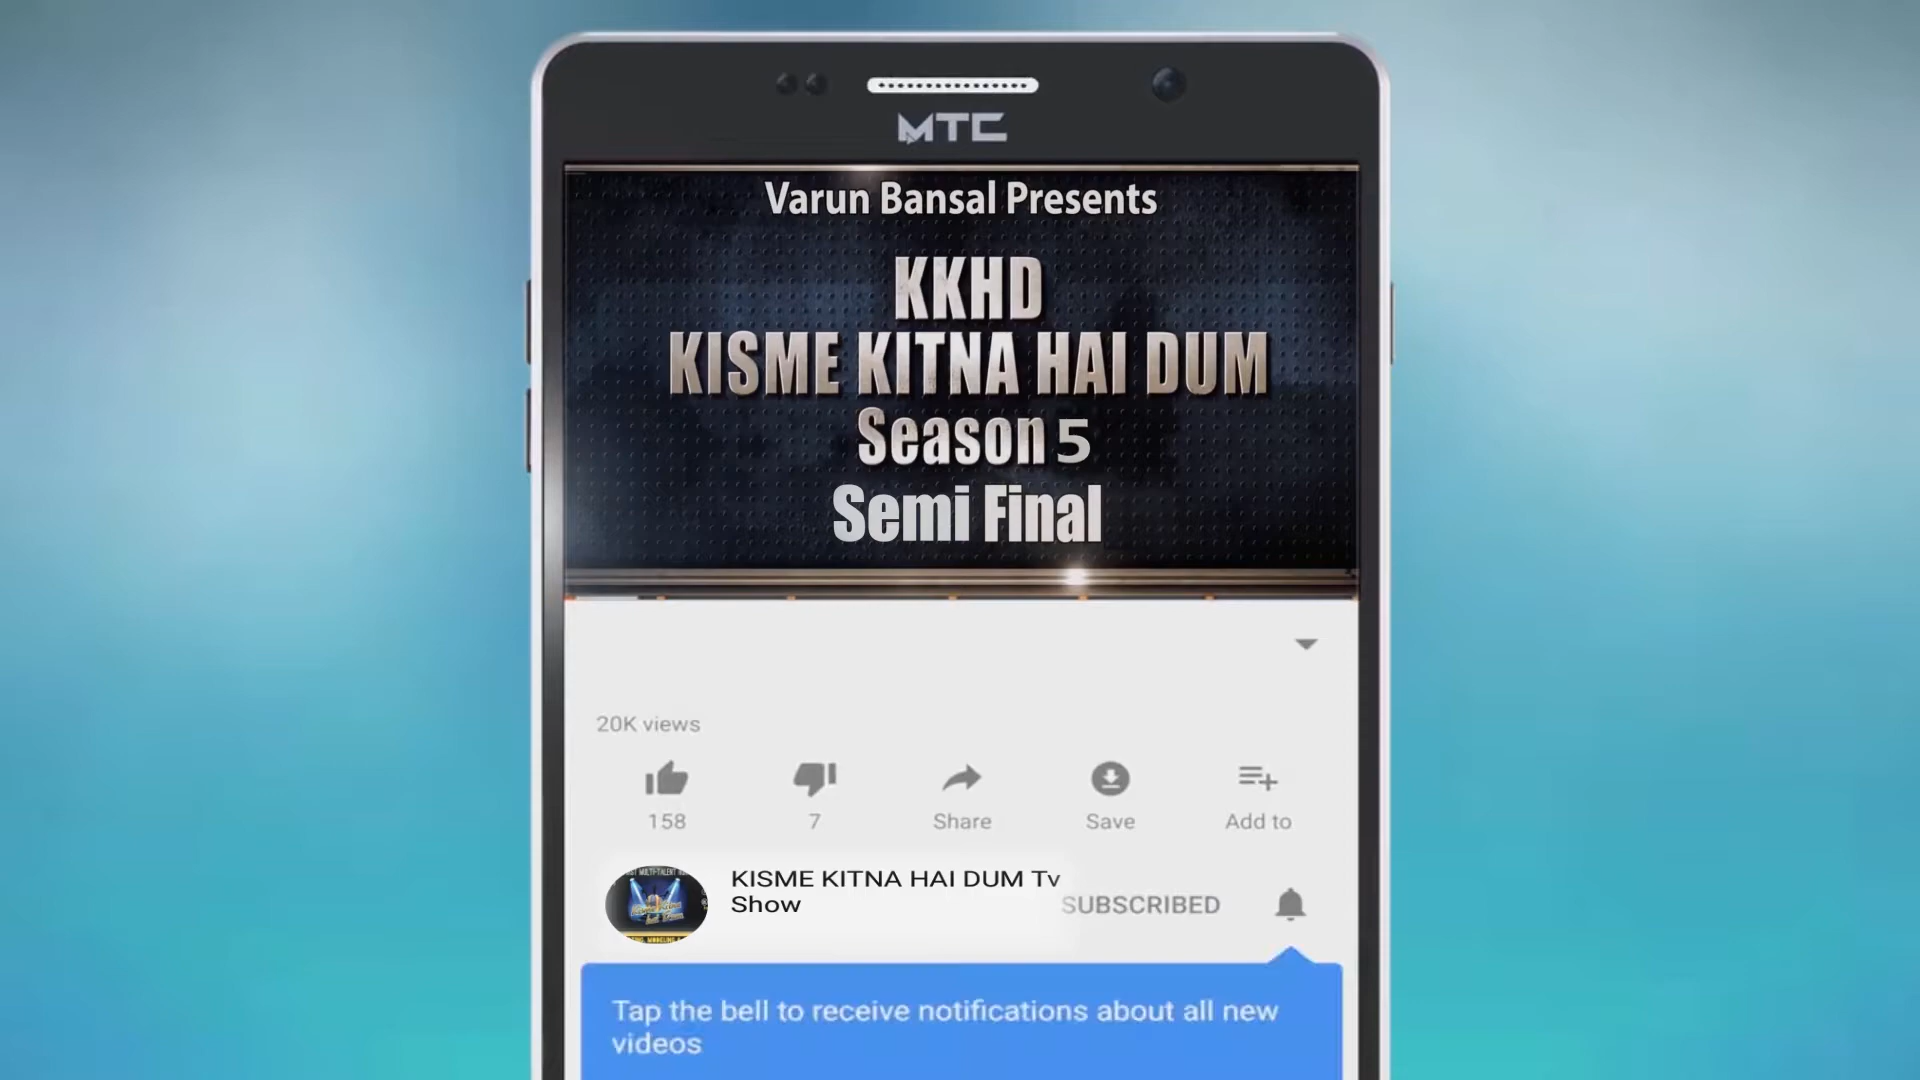 MTC
Varun Bansal Presents
KKHD
KISME KITNA HAI DUM
Season 5
Semi Final
20K views
158
7
Share
Save
Add to
KISME KITNA HAI DUM Tv
Show
SUBSCRIBED
Tap the bell to receive notifications about all new
videos